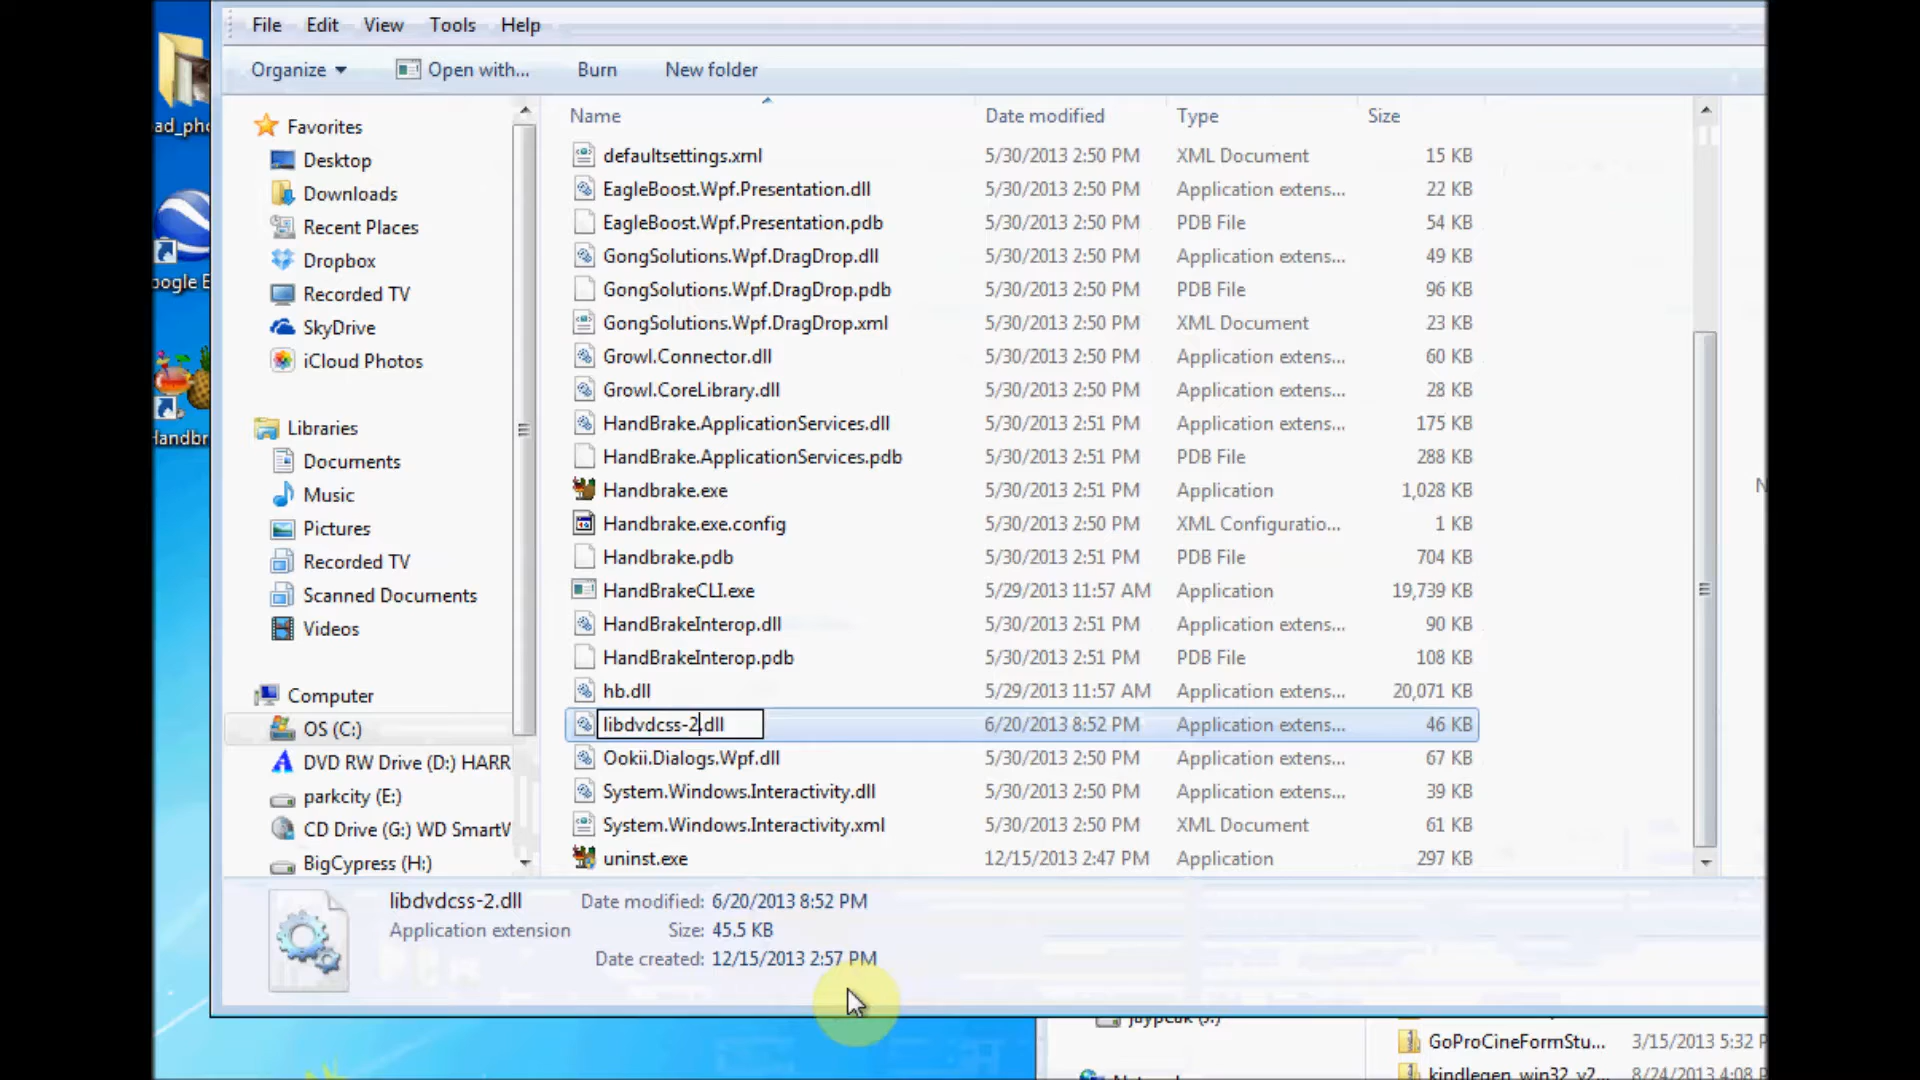 File Edit View Tools Help
Organize Open with... Burn New folder
Name Date modified Type Size
Favorites
Desktop
Downloads
Recent Places
Dropbox
Recorded TV
SkyDrive
iCloud Photos
Libraries
Documents
Music
Pictures
Recorded TV
Scanned Documents
Videos
Computer
OS (C:)
DVD RW Drive (D:) HARR
parkcity (E:)
CD Drive (G:) WD SmartW
BigCypress (H:)
defaultsettings.xml 5/30/2013 2:50 PM XML Document 15 KB
EagleBoost.Wpf.Presentation.dll 5/30/2013 2:50 PM Application extens... 22 KB
EagleBoost.Wpf.Presentation.pdb 5/30/2013 2:50 PM PDB File 54 KB
GongSolutions.Wpf.DragDrop.dll 5/30/2013 2:50 PM Application extens... 49 KB
GongSolutions.Wpf.DragDrop.pdb 5/30/2013 2:50 PM PDB File 96 KB
GongSolutions.Wpf.DragDrop.xml 5/30/2013 2:50 PM XML Document 23 KB
Growl.Connector.dll 5/30/2013 2:50 PM Application extens... 60 KB
Growl.CoreLibrary.dll 5/30/2013 2:50 PM Application extens... 28 KB
HandBrake.ApplicationServices.dll 5/30/2013 2:51 PM Application extens... 175 KB
HandBrake.ApplicationServices.pdb 5/30/2013 2:51 PM PDB File 288 KB
Handbrake.exe 5/30/2013 2:51 PM Application 1,028 KB
Handbrake.exe.config 5/30/2013 2:50 PM XML Configuratio... 1 KB
Handbrake.pdb 5/30/2013 2:51 PM PDB File 704 KB
HandBrakeCLI.exe 5/29/2013 11:57 AM Application 19,739 KB
HandBrakeInterop.dll 5/30/2013 2:51 PM Application extens... 90 KB
HandBrakeInterop.pdb 5/30/2013 2:51 PM PDB File 108 KB
hb.dll 5/29/2013 11:57 AM Application extens... 20,071 KB
libdvdcss-2.dll 6/20/2013 8:52 PM Application extens... 46 KB
Ookii.Dialogs.Wpf.dll 5/30/2013 2:50 PM Application extens... 67 KB
System.Windows.Interactivity.dll 5/30/2013 2:50 PM Application extens... 39 KB
System.Windows.Interactivity.xml 5/30/2013 2:50 PM XML Document 61 KB
uninst.exe 12/15/2013 2:47 PM Application 297 KB
libdvdcss-2.dll Date modified: 6/20/2013 8:52 PM
Application extension Size: 45.5 KB
Date created: 12/15/2013 2:57 PM
ad_pho
oogle E
Handbr
N
GoProCineFormStu... 3/15/2013 5:32 P